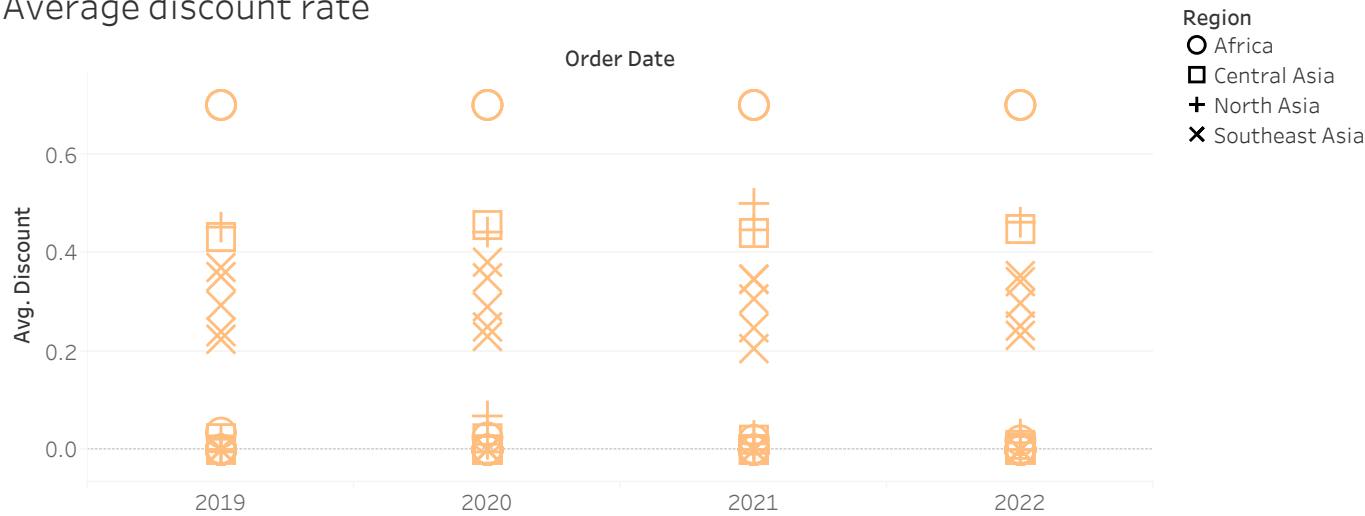 Average discount rate
Order Date
Region
Africa
Central Asia
North Asia
Southeast Asia
Avg. Discount
0.6
0.4
0.2
0.0
2019
2020
2021
2022